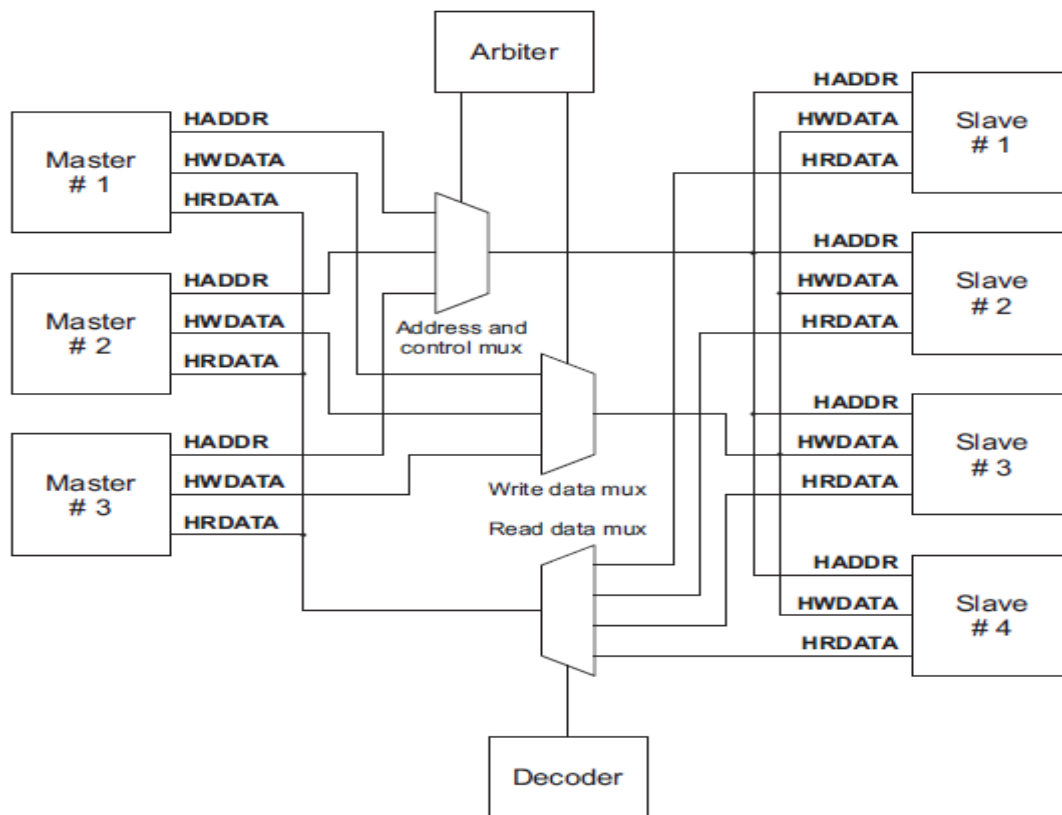 Arbiter
Master
# 1
HADDR
HWDATA
HRDATA
Master
# 2
HADDR
HWDATA
HRDATA
Master
# 3
HADDR
HWDATA
HRDATA
Address and
control mux
Write data mux
Read data mux
HADDR
HWDATA
HRDATA
Slave
# 1
HADDR
HWDATA
HRDATA
Slave
# 2
HADDR
HWDATA
HRDATA
Slave
# 3
HADDR
HWDATA
HRDATA
Slave
# 4
Decoder